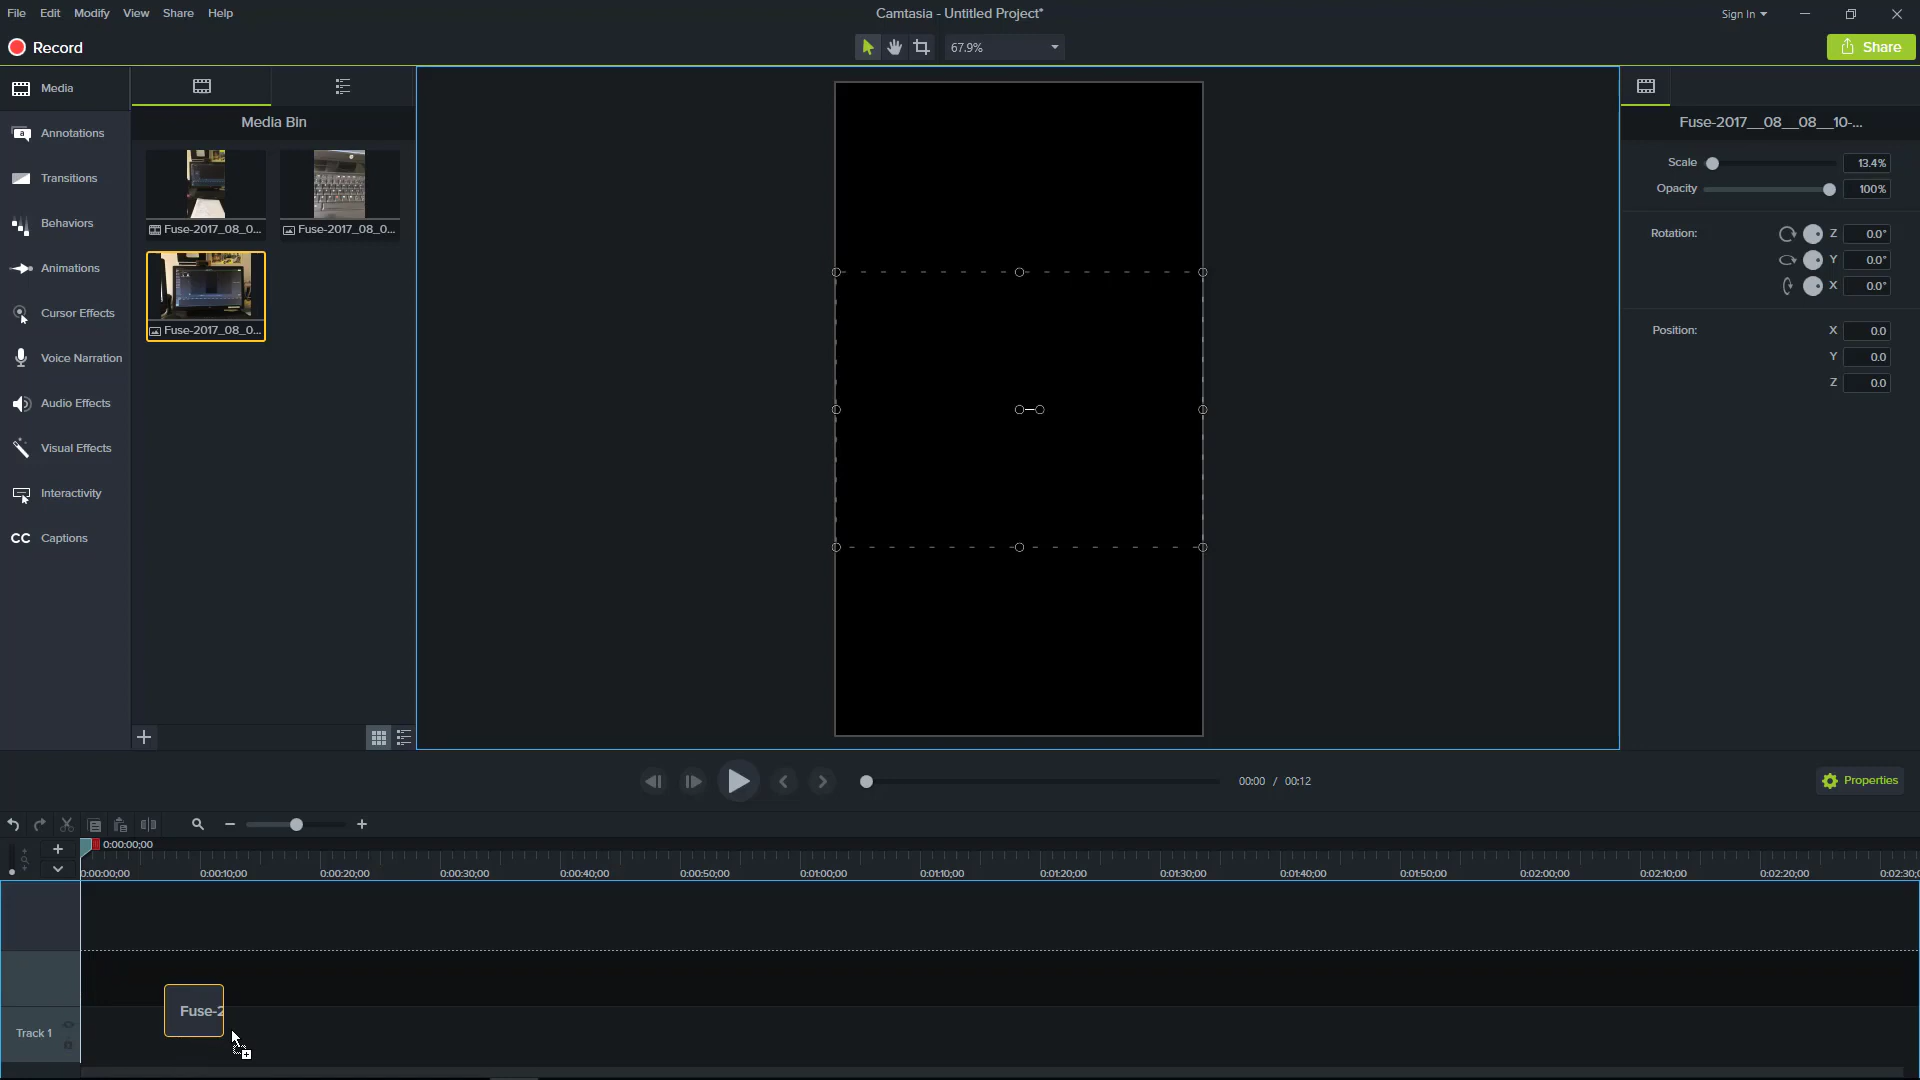 File Edit Modify View Share Help
Camtasia - Untitled Project*
Sign In
Record
67.9%
Share
Media
Annotations
Transitions
Behaviors
Animations
Cursor Effects
Voice Narration
Audio Effects
Visual Effects
Interactivity
CC Captions
Media Bin
Fuse-2017_08_0...
Fuse-2017_08_0...
Fuse-2017_08_0...
Fuse-2017__08__08__10-...
Scale 13.4%
Opacity 100%
Rotation: Z 0.0°
Y 0.0°
X 0.0°
Position: X 0.0
Y 0.0
Z 0.0
00:00 / 00:12
Properties
0:00:00;00
0:00:00;00 0:00:10;00 0:00:20;00 0:00:30;00 0:00:40;00 0:00:50;00 0:01:00;00 0:01:10;00 0:01:20;00 0:01:30;00 0:01:40;00 0:01:50;00 0:02:00;00 0:02:10;00 0:02:20;00 0:02:30;0
Fuse-2
Track 1